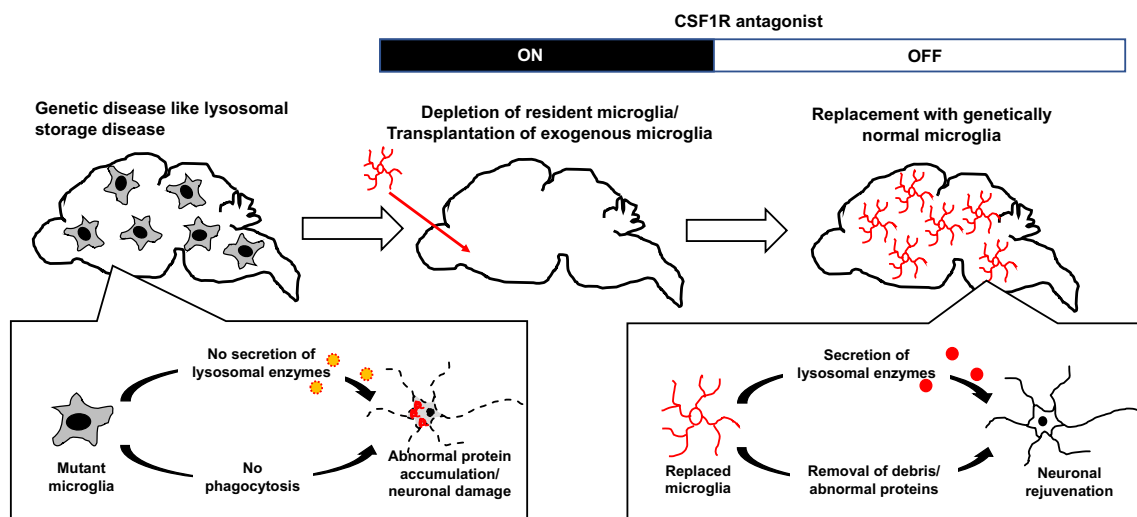 CSF1R antagonist
ON
OFF
Genetic disease like lysosomal
storage disease
Depletion of resident microglia/
Transplantation of exogenous microglia
Replacement with genetically
normal microglia
No secretion of
lysosomal enzymes
Mutant
microglia
No
phagocytosis
Abnormal protein
accumulation/
neuronal damage
Secretion of
lysosomal enzymes
Replaced
microglia
Removal of debris/
abnormal proteins
Neuronal
rejuvenation